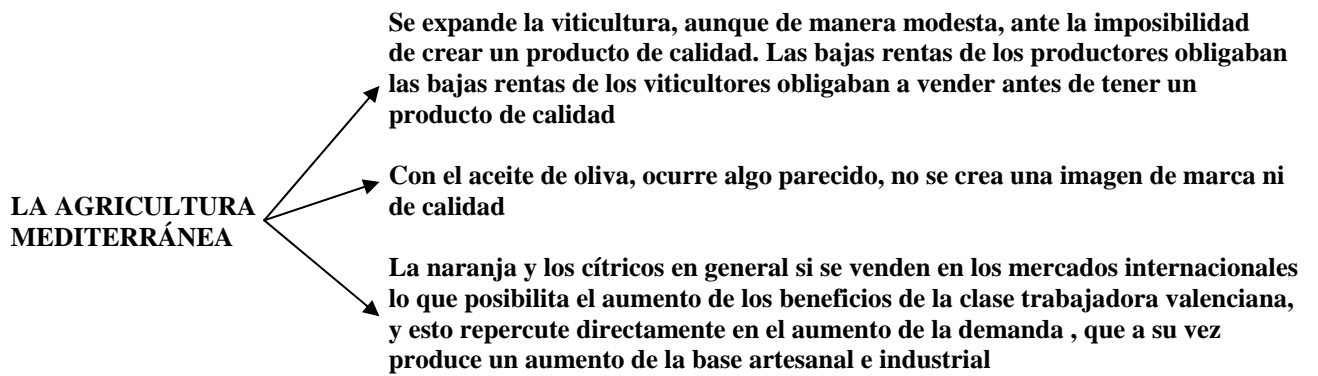 Se expande la viticultura, aunque de manera modesta, ante la imposibilidad
de crear un producto de calidad. Las bajas rentas de los productores obligaban
las bajas rentas de los viticultores obligaban a vender antes de tener un
producto de calidad
Con el aceite de oliva, ocurre algo parecido, no se crea una imagen de marca ni
de calidad
LA AGRICULTURA
MEDITERRÁNEA
La naranja y los cítricos en general si se venden en los mercados internacionales
lo que posibilita el aumento de los beneficios de la clase trabajadora valenciana,
y esto repercute directamente en el aumento de la demanda , que a su vez
produce un aumento de la base artesanal e industrial